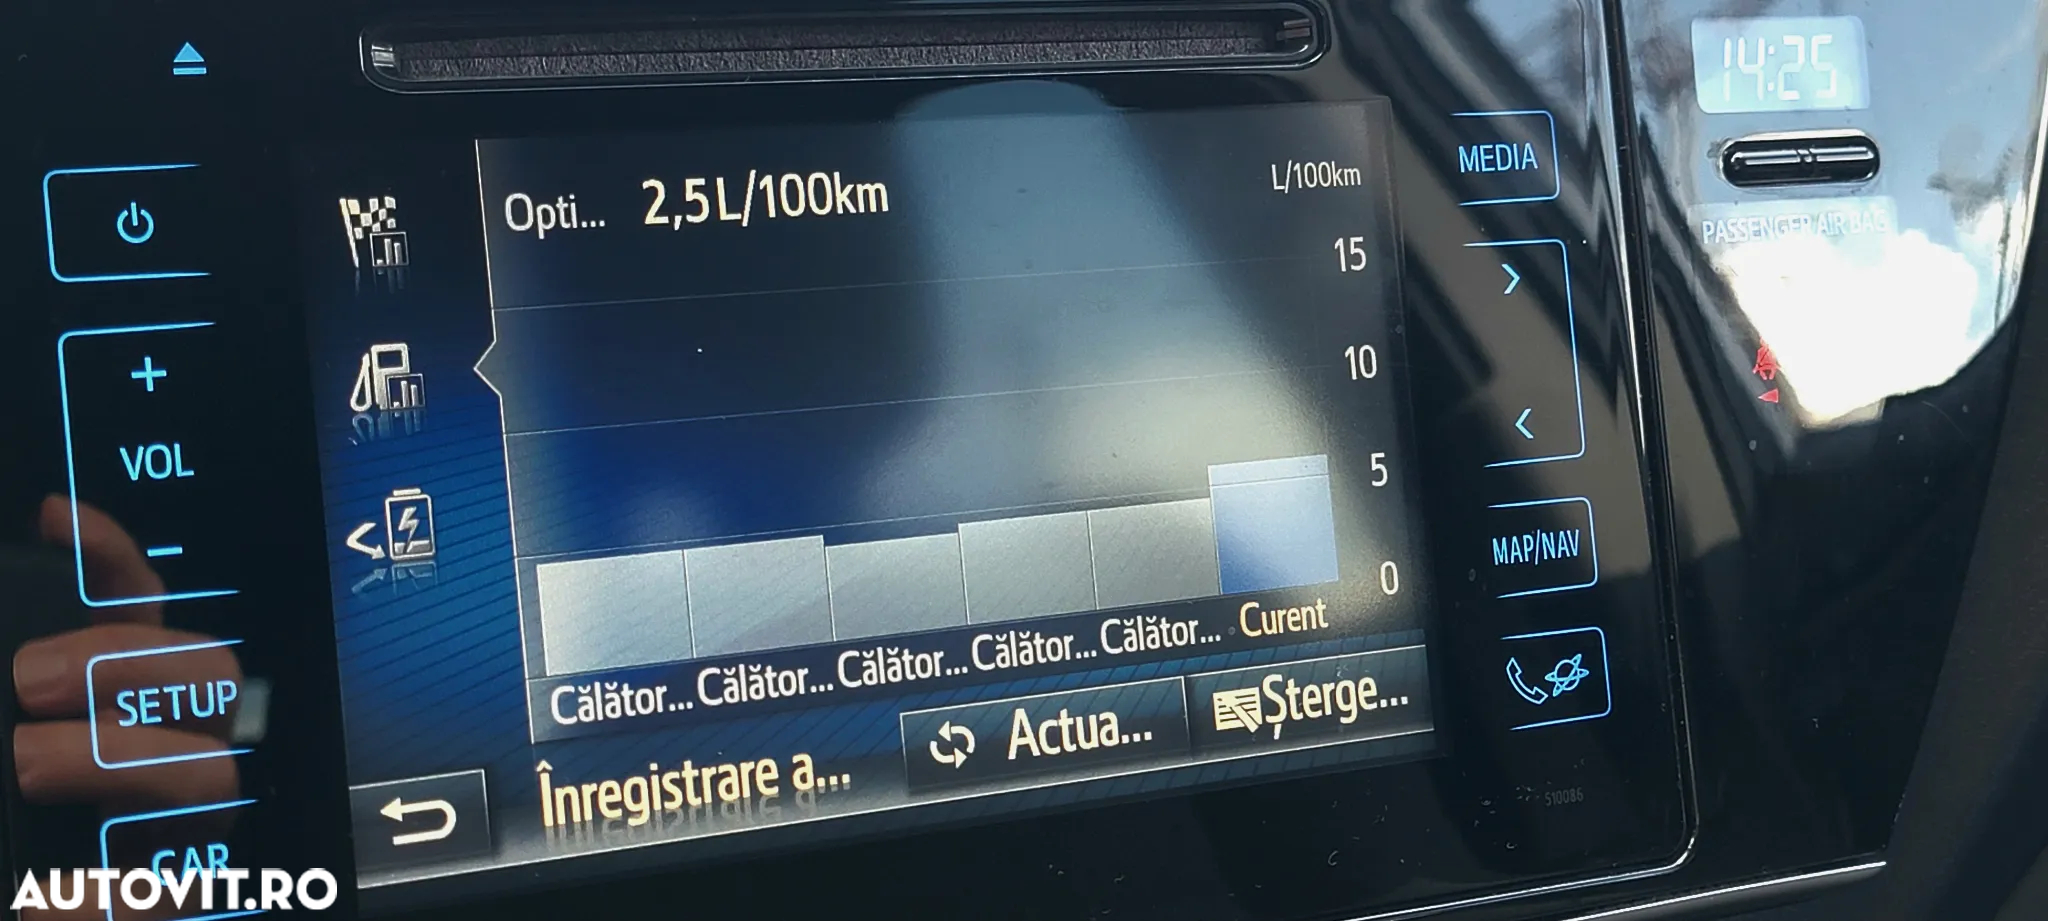 14:25
MEDIA
Opti... 2,5L/100km
L/100km
15
PASSENGER AIR BAG
10
+
VOL
5
−
MAP/NAV
0
Călător... Călător... Călător... Călător... Călător... Curent
SETUP
Înregistrare a... Actua... Șterge...
S10086
CAR
AUTOVIT.RO